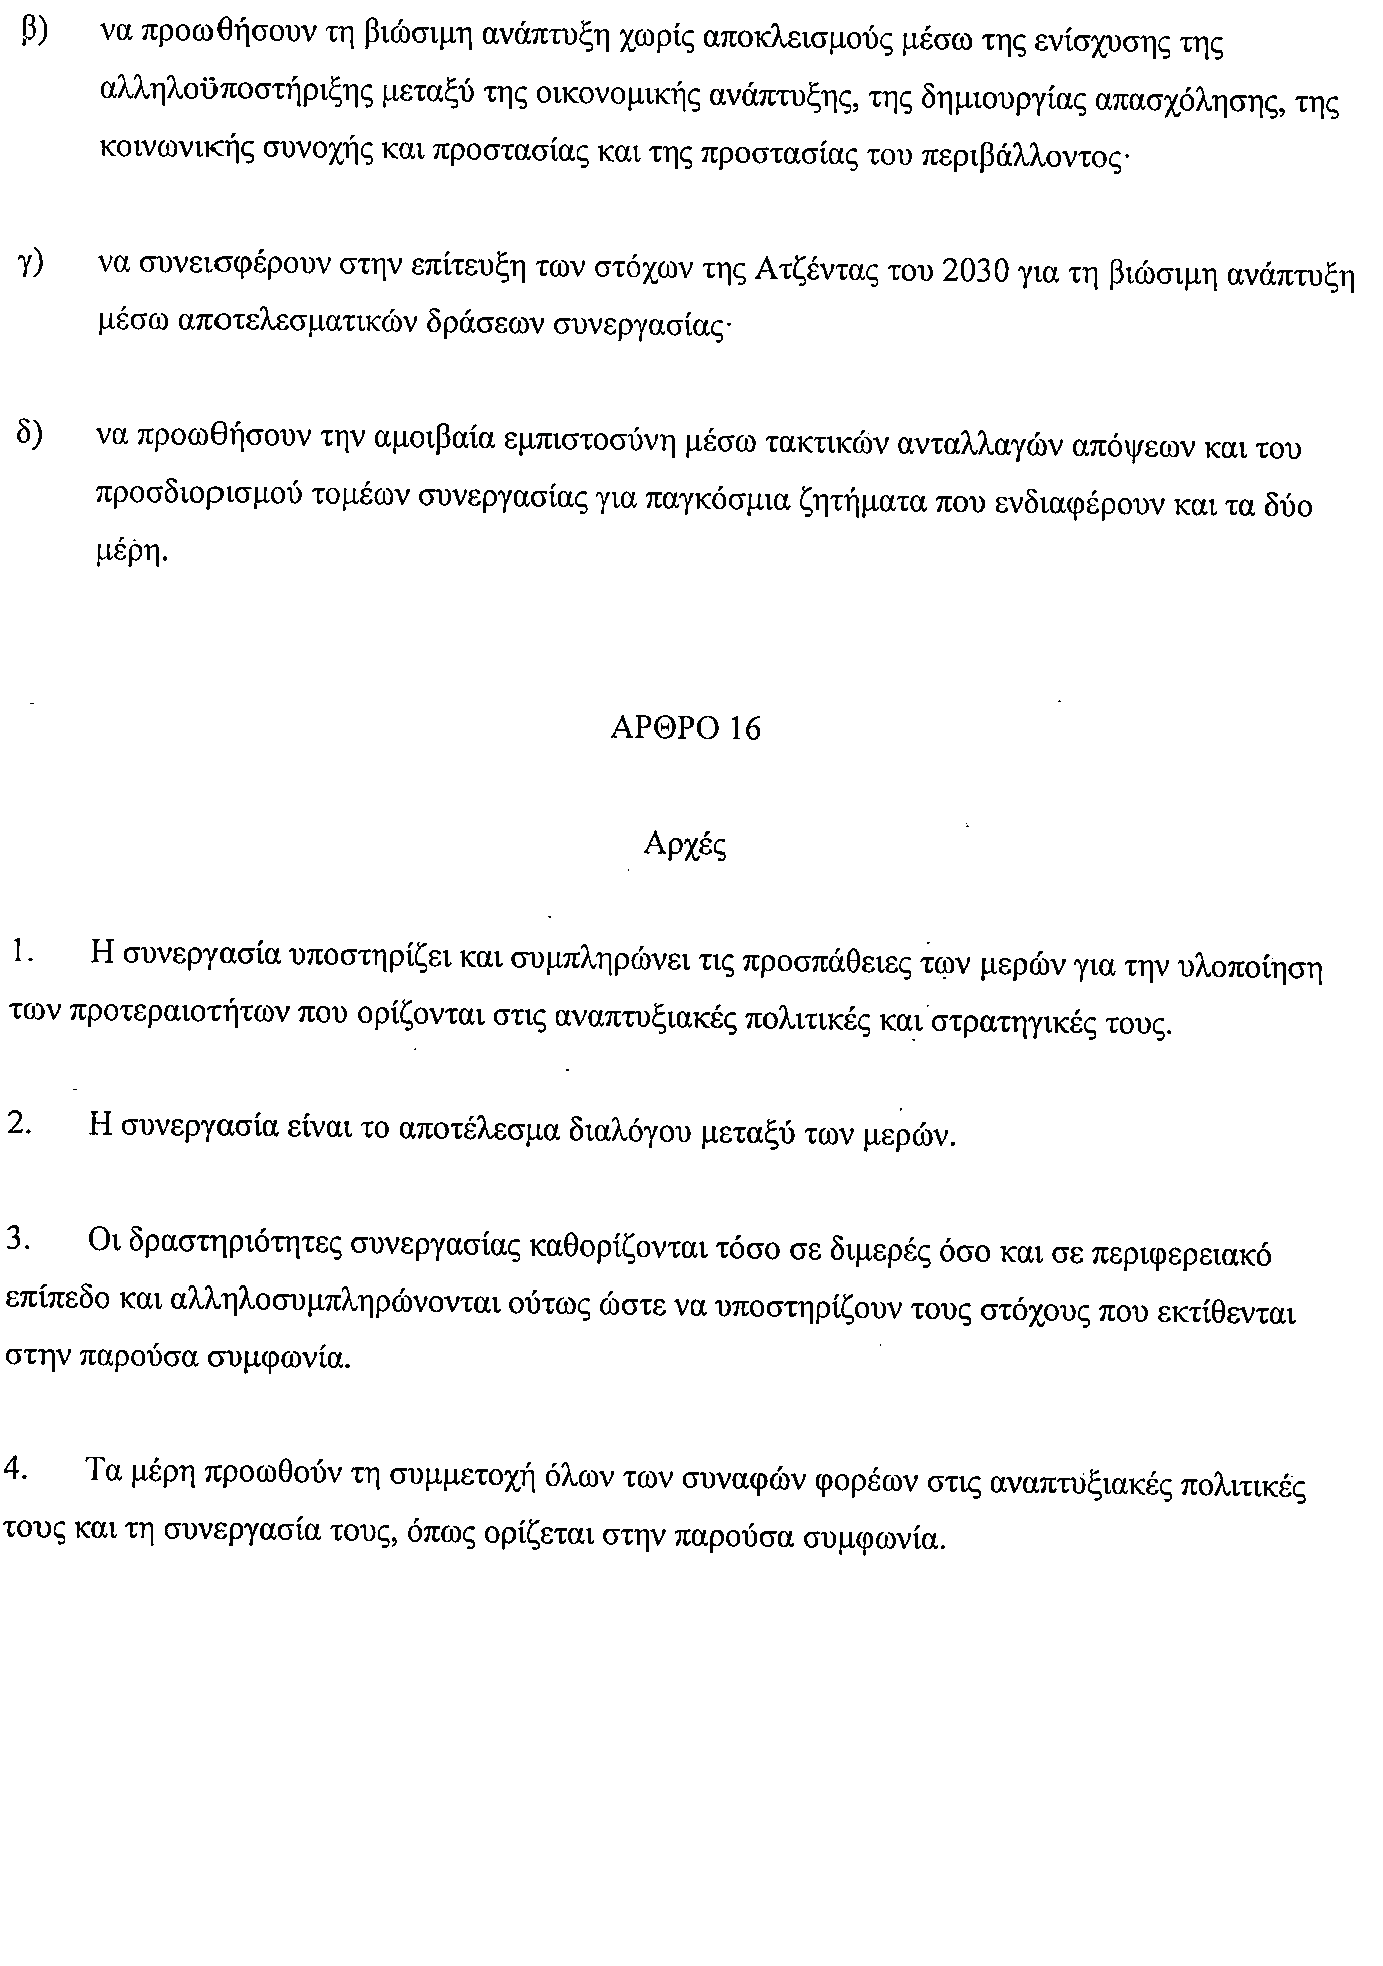 β) να προωθήσουν τη βιώσιμη ανάπτυξη χωρίς αποκλεισμούς μέσω της ενίσχυσης της
αλληλοϋποστήριξης μεταξύ της οικονομικής ανάπτυξης, της δημιουργίας απασχόλησης, της
κοινωνικής συνοχής και προστασίας και της προστασίας του περιβάλλοντος·
γ) να συνεισφέρουν στην επίτευξη των στόχων της Ατζέντας του 2030 για τη βιώσιμη ανάπτυξη
μέσω αποτελεσματικών δράσεων συνεργασίας·
δ) να προωθήσουν την αμοιβαία εμπιστοσύνη μέσω τακτικών ανταλλαγών απόψεων και του
προσδιορισμού τομέων συνεργασίας για παγκόσμια ζητήματα που ενδιαφέρουν και τα δύο
μέρη.
ΑΡΘΡΟ 16
Αρχές
1. Η συνεργασία υποστηρίζει και συμπληρώνει τις προσπάθειες των μερών για την υλοποίηση
των προτεραιοτήτων που ορίζονται στις αναπτυξιακές πολιτικές και στρατηγικές τους.
2. Η συνεργασία είναι το αποτέλεσμα διαλόγου μεταξύ των μερών.
3. Οι δραστηριότητες συνεργασίας καθορίζονται τόσο σε διμερές όσο και σε περιφερειακό
επίπεδο και αλληλοσυμπληρώνονται ούτως ώστε να υποστηρίζουν τους στόχους που εκτίθενται
στην παρούσα συμφωνία.
4. Τα μέρη προωθούν τη συμμετοχή όλων των συναφών φορέων στις αναπτυξιακές πολιτικές
τους και τη συνεργασία τους, όπως ορίζεται στην παρούσα συμφωνία.